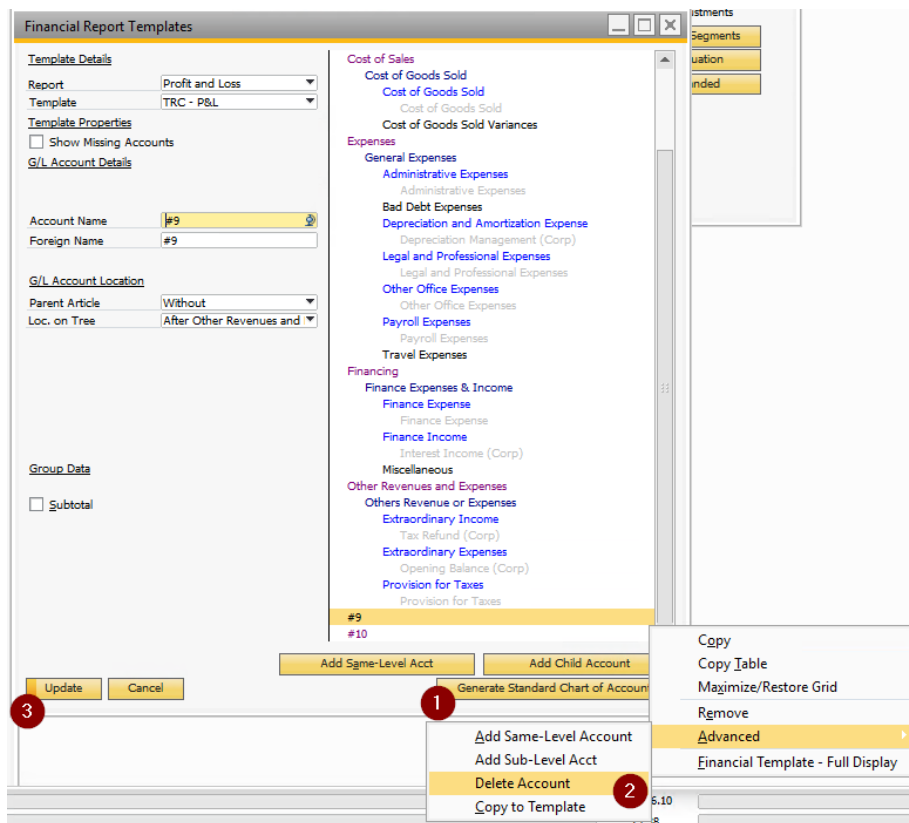 Financial Report Templates
Template Details
Report
Profit and Loss
Template
TRC - P&L
Template Properties
Show Missing Accounts
G/L Account Details
Account Name
#9
Foreign Name
#9
G/L Account Location
Parent Article
Without
Loc. on Tree
After Other Revenues and
Group Data
Subtotal
Cost of Sales
Cost of Goods Sold
Cost of Goods Sold
Cost of Goods Sold
Cost of Goods Sold Variances
Expenses
General Expenses
Administrative Expenses
Administrative Expenses
Bad Debt Expenses
Depreciation and Amortization Expense
Depreciation Management (Corp)
Legal and Professional Expenses
Legal and Professional Expenses
Other Office Expenses
Other Office Expenses
Payroll Expenses
Payroll Expenses
Travel Expenses
Financing
Finance Expenses & Income
Finance Expense
Finance Expense
Finance Income
Interest Income (Corp)
Miscellaneous
Other Revenues and Expenses
Others Revenue or Expenses
Extraordinary Income
Tax Refund (Corp)
Extraordinary Expenses
Opening Balance (Corp)
Provision for Taxes
Provision for Taxes
#9
#10
Add Same-Level Acct
Add Child Account
Update
Cancel
Generate Standard Chart of Account
3
1
istments
Segments
uation
nded
Copy
Copy Table
Maximize/Restore Grid
Remove
Advanced
Financial Template - Full Display
Add Same-Level Account
Add Sub-Level Acct
Delete Account
2
Copy to Template
6.10